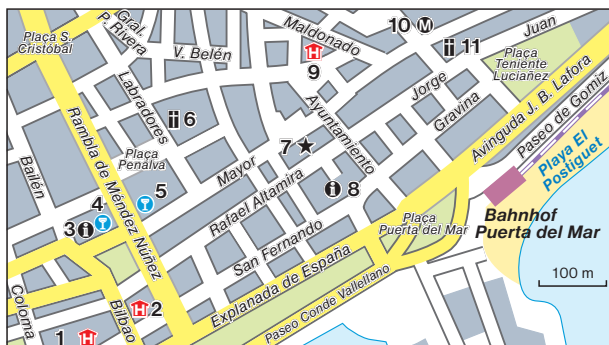 Plaça S.
Cristóbal
Gral.
P. Rivera
V. Belén
Maldonado
9
10 M
11
Juan
Plaça
Teniente
Luciañez
Labradores
6
Jorge
Gravina
Ayuntamiento
7
Avinguda J. B. Lafora
Paseo de Gomiz
Playa El
Postiguet
Rambla de Méndez Núñez
Plaça
Penalva
Bailén
Mayor
Rafael Altamira
8
4
5
3
San Fernando
Plaça
Puerta del Mar
Bahnhof
Puerta del Mar
Explanada de España
Paseo Conde Vallellano
100 m
Coloma
Bilbao
H 2
1 H
H